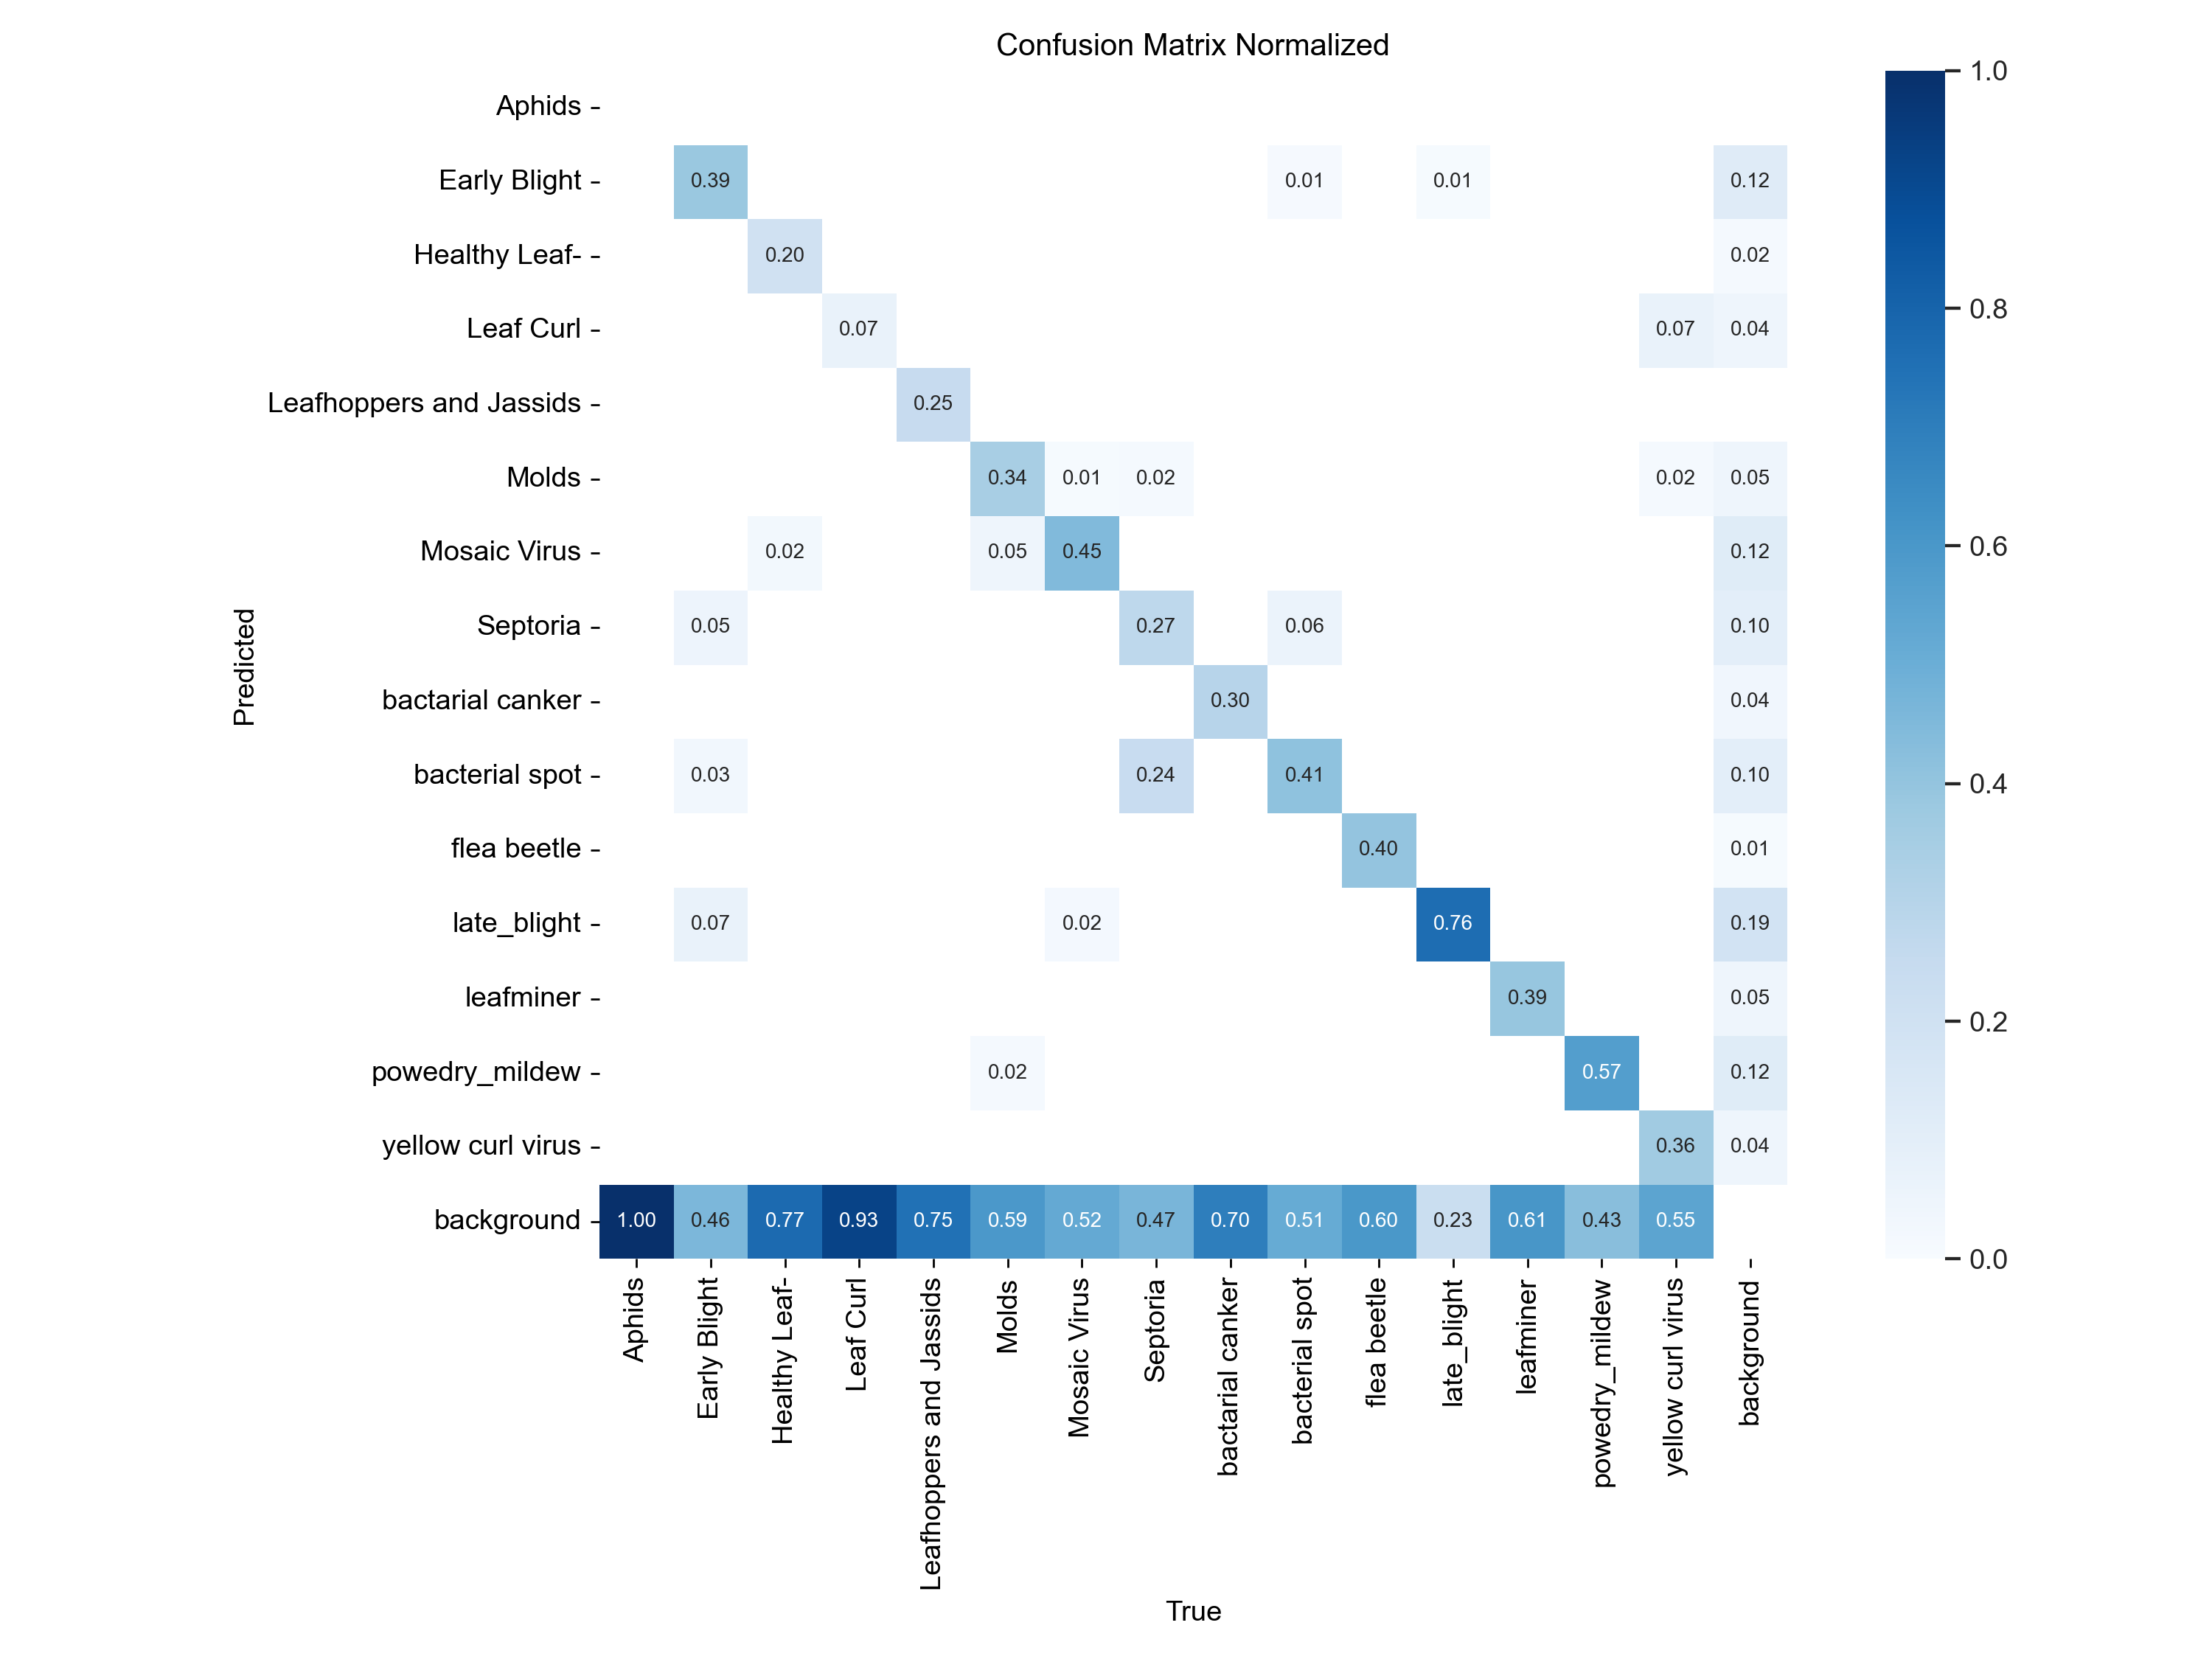 Confusion Matrix Normalized
Aphids
Early Blight 0.39 0.01 0.01 0.12
Healthy Leaf- 0.20 0.02
Leaf Curl 0.07 0.07 0.04
Leafhoppers and Jassids 0.25
Molds 0.34 0.01 0.02 0.02 0.05
Mosaic Virus 0.02 0.05 0.45 0.12
Septoria 0.05 0.27 0.06 0.10
bactarial canker 0.30 0.04
bacterial spot 0.03 0.24 0.41 0.10
flea beetle 0.40 0.01
late_blight 0.07 0.02 0.76 0.19
leafminer 0.39 0.05
powedry_mildew 0.02 0.57 0.12
yellow curl virus 0.36 0.04
background 1.00 0.46 0.77 0.93 0.75 0.59 0.52 0.47 0.70 0.51 0.60 0.23 0.61 0.43 0.55
Predicted
Aphids
Early Blight
Healthy Leaf-
Leaf Curl
Leafhoppers and Jassids
Molds
Mosaic Virus
Septoria
bactarial canker
bacterial spot
flea beetle
late_blight
leafminer
powedry_mildew
yellow curl virus
background
True
1.0
0.8
0.6
0.4
0.2
0.0